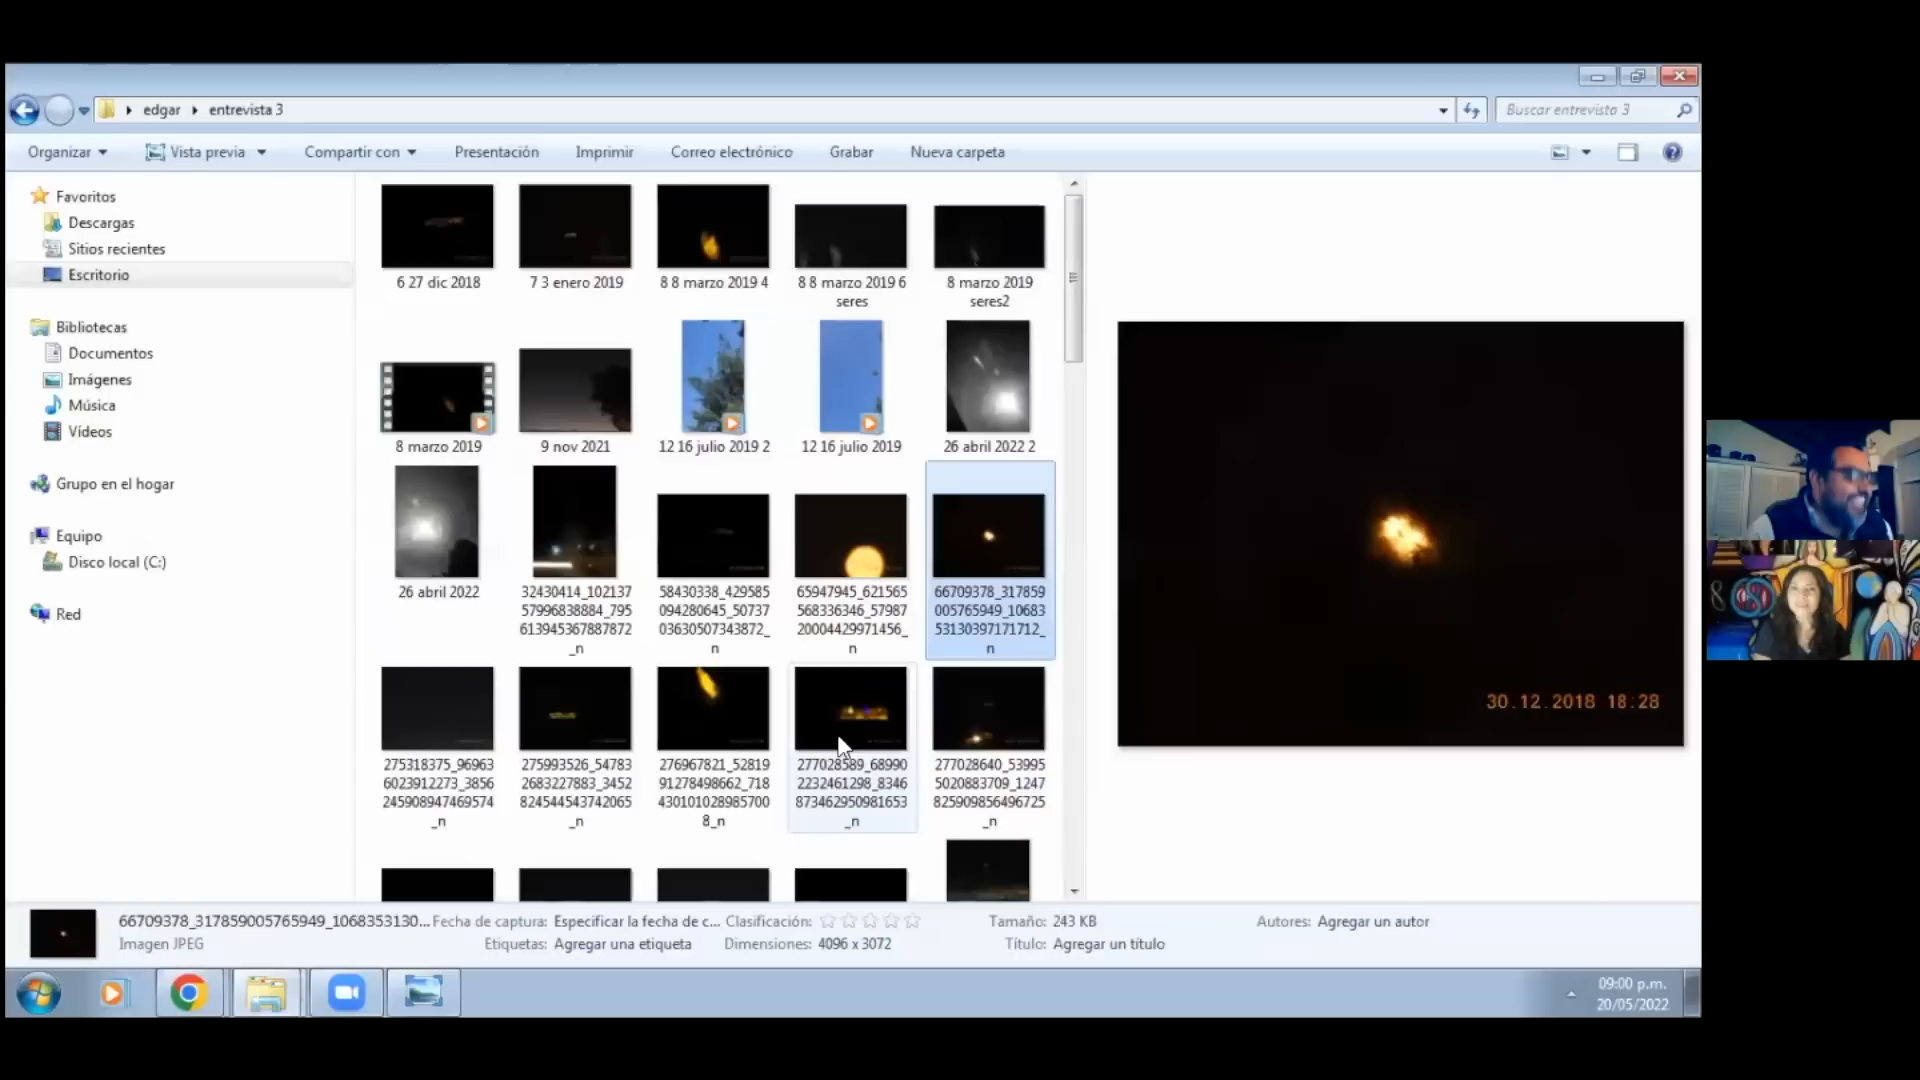 edgar entrevista 3
Buscar entrevista 3
Organizar Vista previa Compartir con Presentación Imprimir Correo electrónico Grabar Nueva carpeta
Favoritos
Descargas
Sitios recientes
Escritorio
Bibliotecas
Documentos
Imágenes
Música
Vídeos
Grupo en el hogar
Equipo
Disco local (C:)
Red
6 27 dic 2018
7 3 enero 2019
8 8 marzo 2019 4
8 8 marzo 2019 6
seres
8 marzo 2019
seres2
8 marzo 2019
9 nov 2021
12 16 julio 2019 2
12 16 julio 2019
26 abril 2022 2
26 abril 2022
32430414_102137
57996838884_795
613945367887872
_n
58430338_429585
094280645_50737
03630507343872_
n
65947945_621565
568336346_57987
20004429971456_
n
66709378_317859
005765949_10683
53130397171712_
n
275318375_96963
6023912273_3856
245908947469574
_n
275993526_54783
2683227883_3452
824544543742065
_n
276967821_52819
91278498662_718
430101028985700
8_n
277028589_68990
2232461298_8346
873462950981653
_n
277028640_53995
5020883709_1247
825909856496725
_n
30.12.2018 18:28
66709378_317859005765949_1068353130... Fecha de captura: Especificar la fecha de c... Clasificación: Tamaño: 243 KB Autores: Agregar un autor
Imagen JPEG Etiquetas: Agregar una etiqueta Dimensiones: 4096 x 3072 Título: Agregar un título
09:00 p.m.
20/05/2022